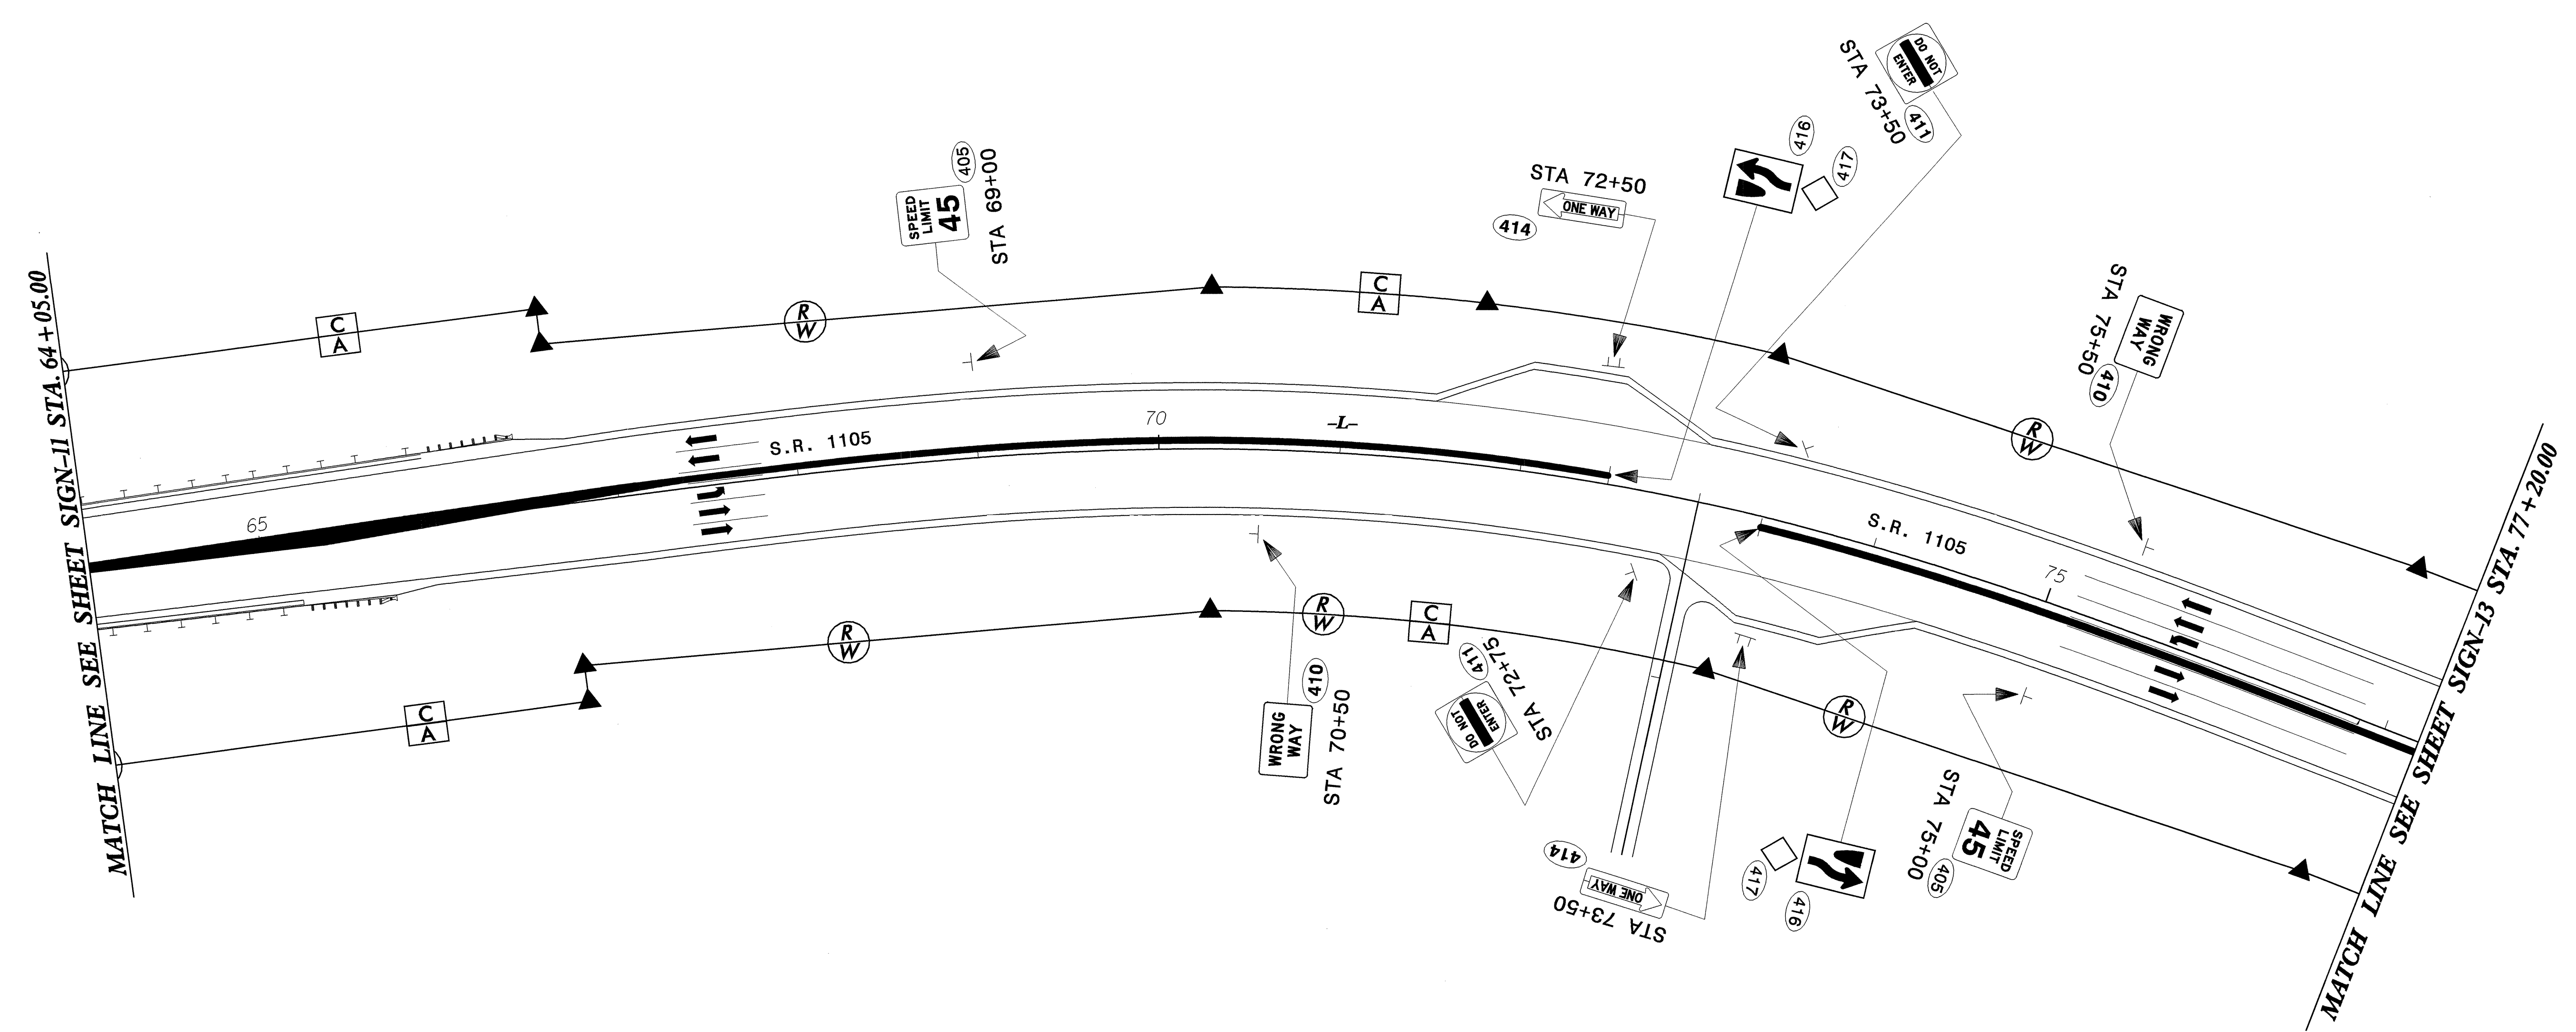 MATCH LINE SEE SHEET SIGN-11 STA. 64+05.00
C
A
R
W
SPEED
LIMIT
45
405
STA 69+00
C
A
STA 72+50
ONE WAY
414
416
417
DO NOT
ENTER
411
STA 73+50
WRONG
WAY
410
STA 75+50
R
W
65
S.R. 1105
70
-L-
S.R. 1105
75
C
A
R
W
R
W
C
A
WRONG
WAY
410
STA 70+50
DO NOT
ENTER
411
STA 72+75
414
ONE WAY
STA 73+50
417
416
R
W
SPEED
LIMIT
45
405
STA 75+00
MATCH LINE SEE SHEET SIGN-13 STA. 77+20.00